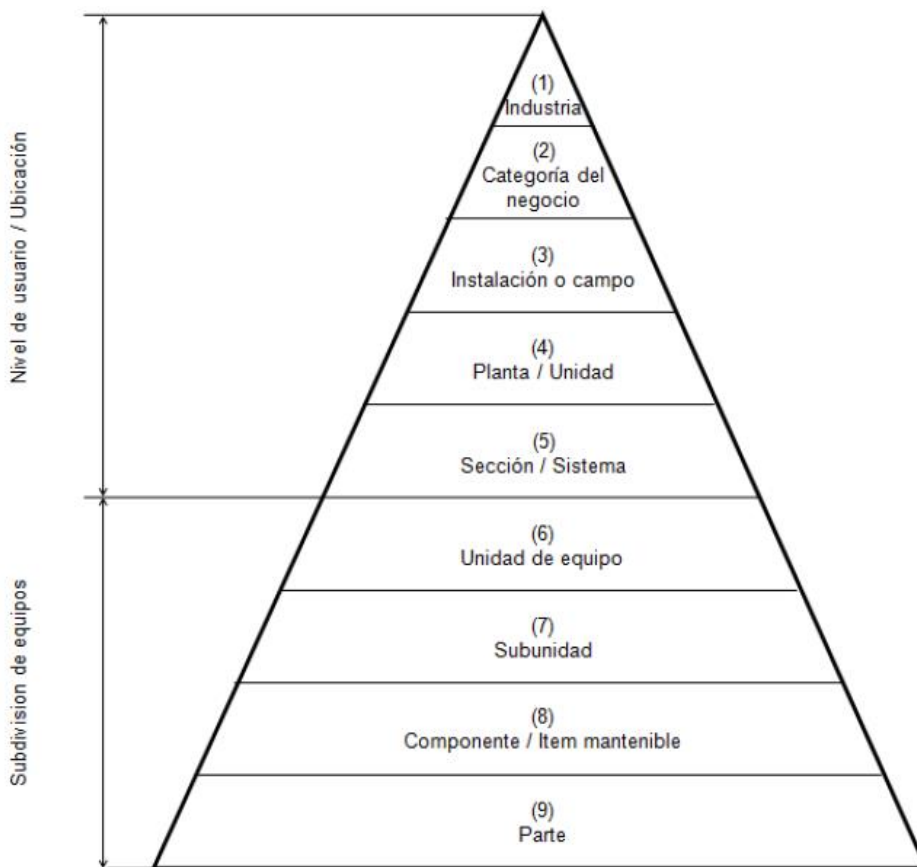 Nivel de usuario / Ubicación
Subdivision de equipos
(1)
Industria
(2)
Categoría del
negocio
(3)
Instalación o campo
(4)
Planta / Unidad
(5)
Sección / Sistema
(6)
Unidad de equipo
(7)
Subunidad
(8)
Componente / Item mantenible
(9)
Parte